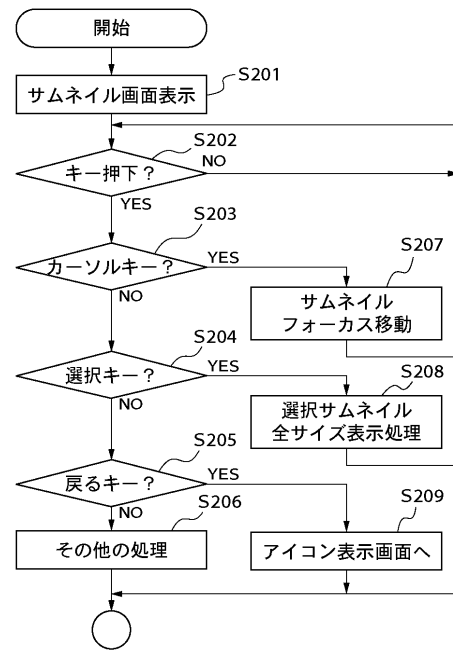 開始
サムネイル画面表示
S201
キー押下?
S202
NO
YES
カーソルキー?
S203
YES
NO
サムネイル
フォーカス移動
S207
選択キー?
S204
YES
NO
選択サムネイル
全サイズ表示処理
S208
戻るキー?
S205
YES
NO
その他の処理
S206
アイコン表示画面へ
S209